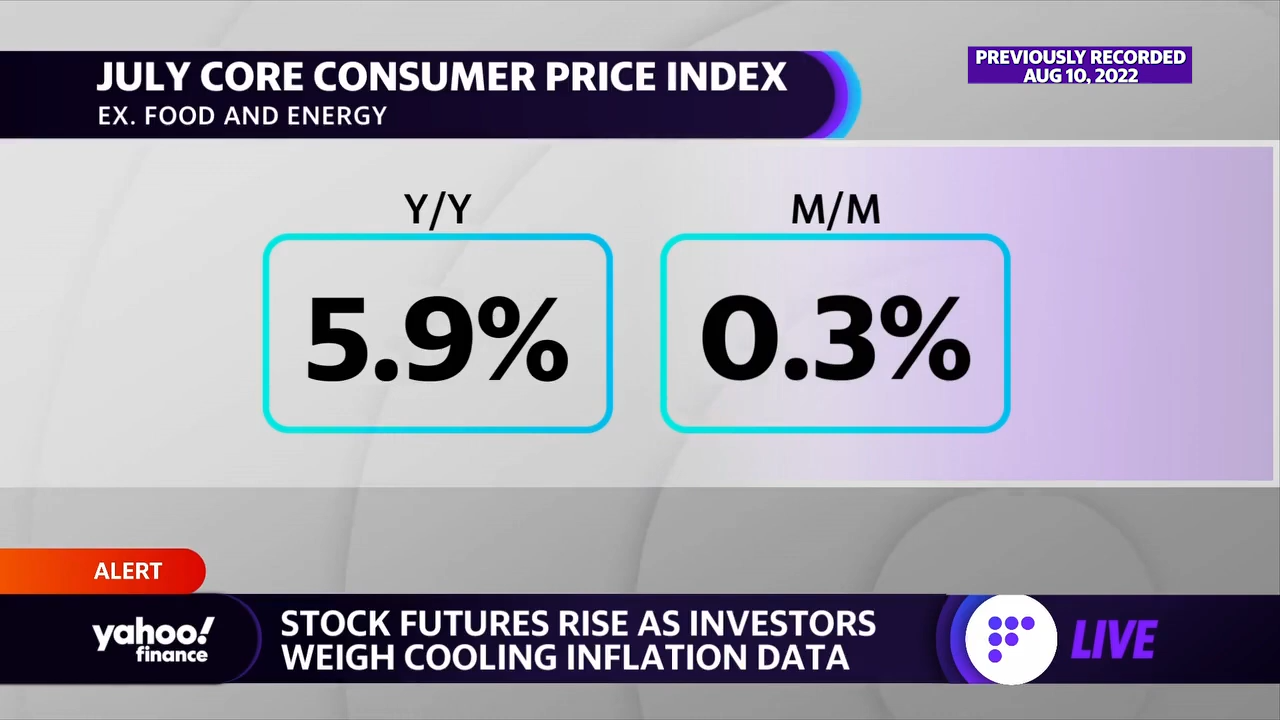 JULY CORE CONSUMER PRICE INDEX
EX. FOOD AND ENERGY
PREVIOUSLY RECORDED
AUG 10, 2022
Y/Y
5.9%
M/M
0.3%
ALERT
yahoo!
finance
STOCK FUTURES RISE AS INVESTORS
WEIGH COOLING INFLATION DATA
LIVE